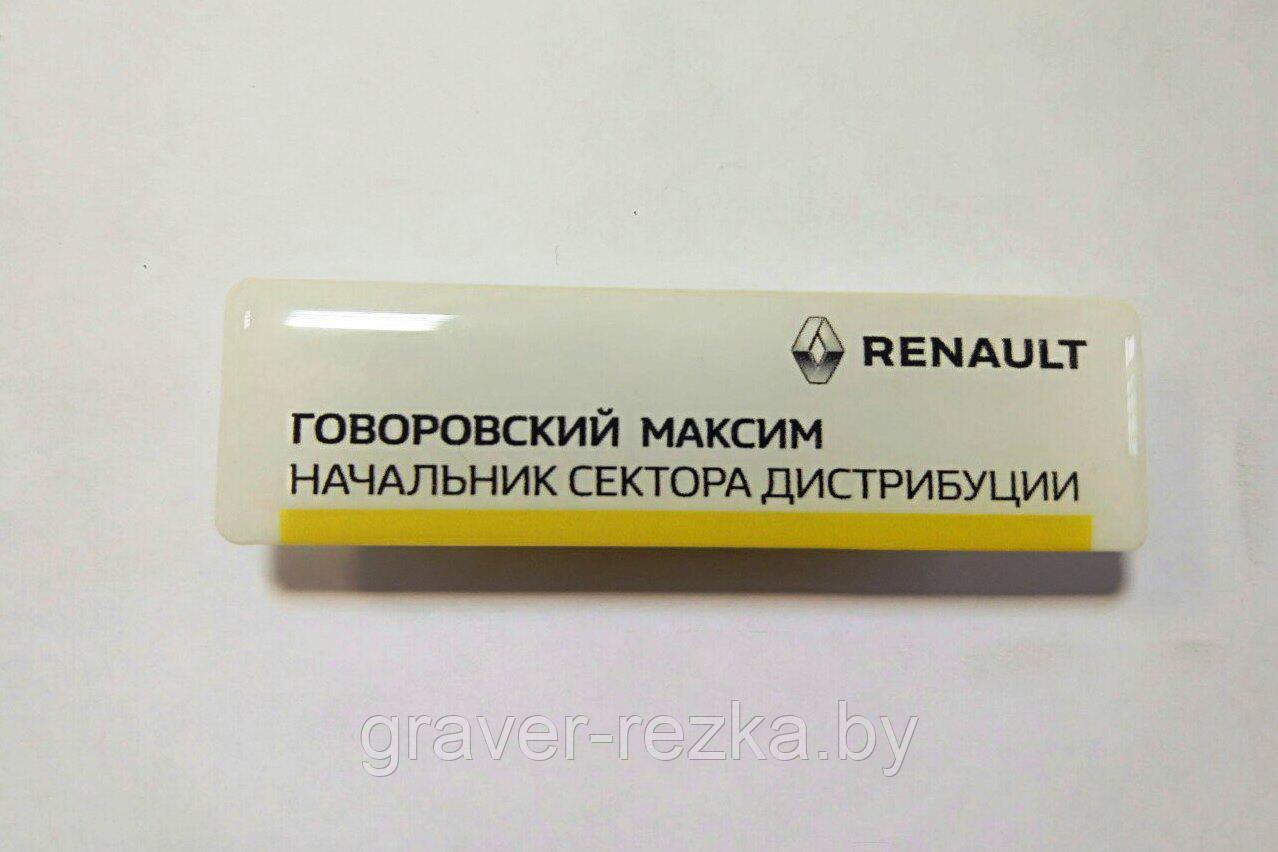 RENAULT
ГОВОРОВСКИЙ МАКСИМ
НАЧАЛЬНИК СЕКТОРА ДИСТРИБУЦИИ
graver-rezka.by